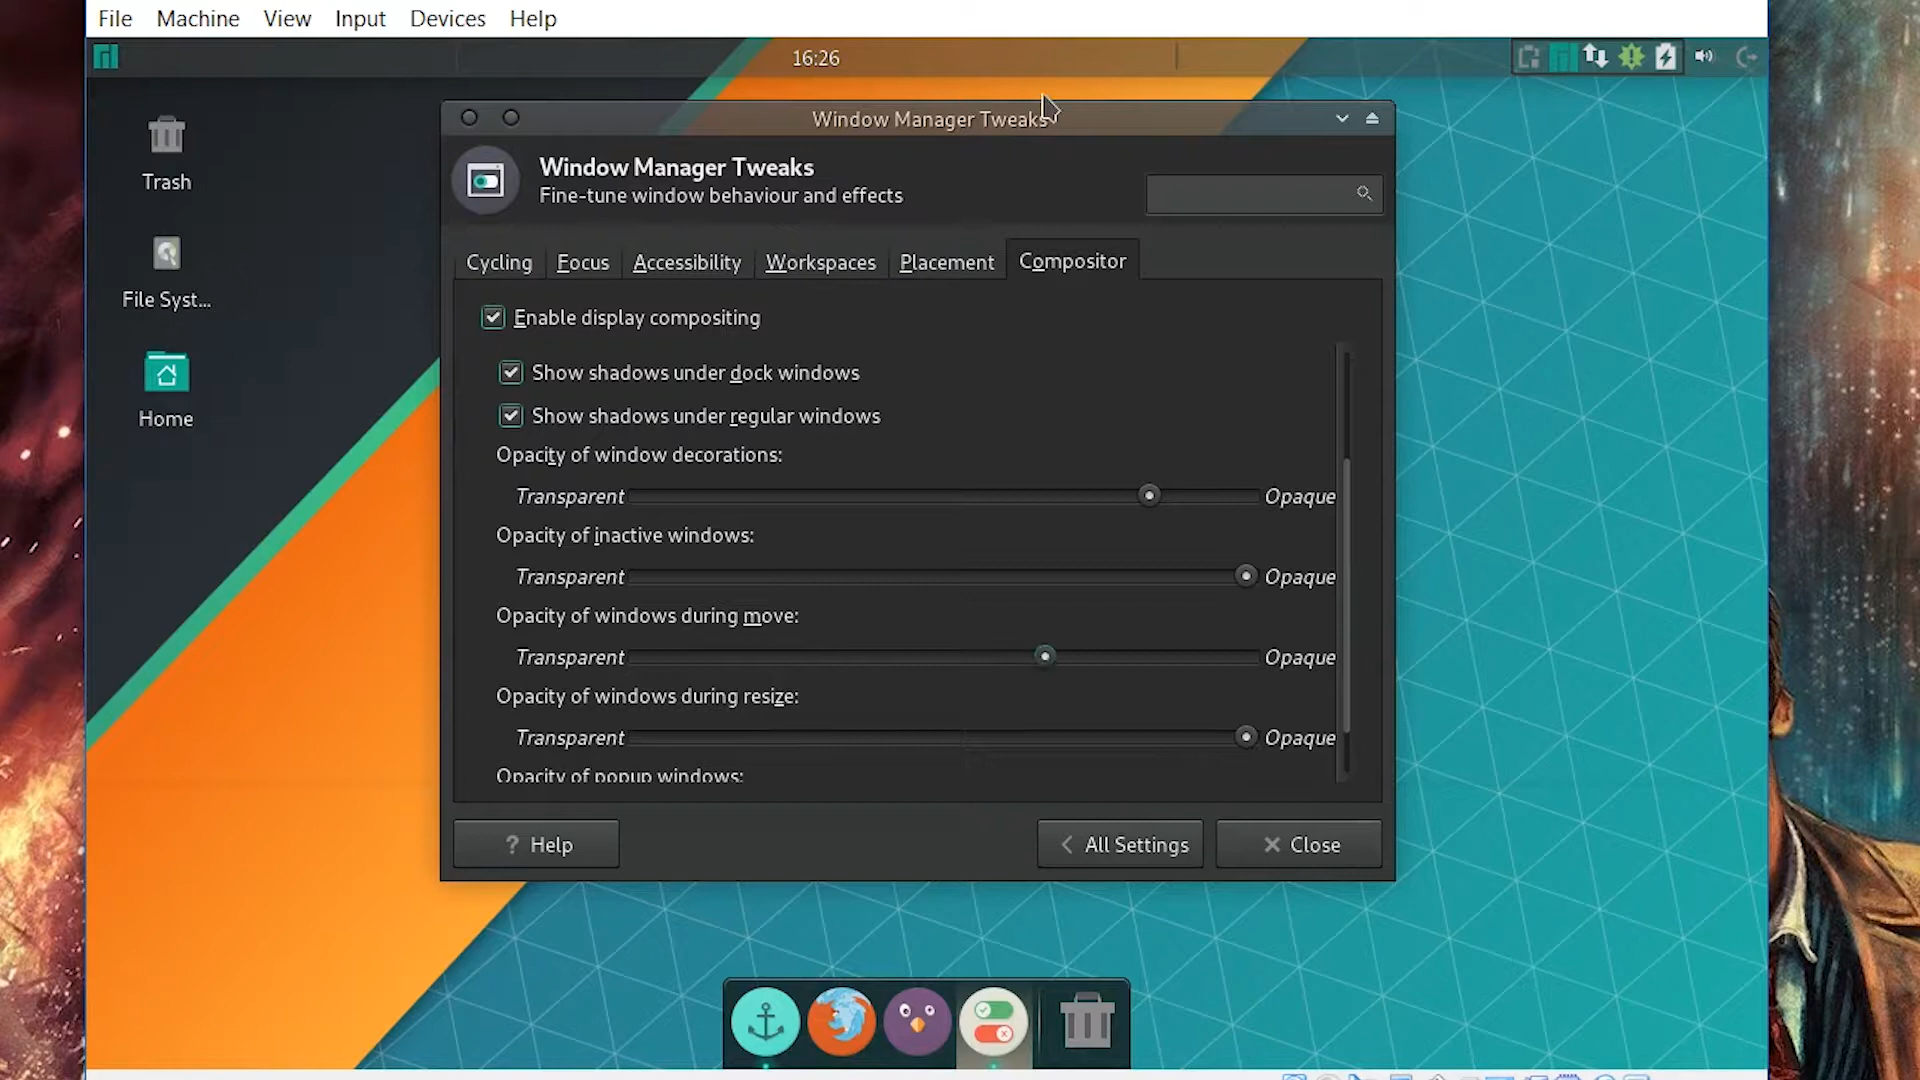 File Machine View Input Devices Help
16:26
Trash
File Syst...
Home
Window Manager Tweaks
Window Manager Tweaks
Fine-tune window behaviour and effects
Cycling Focus Accessibility Workspaces Placement Compositor
Enable display compositing
Show shadows under dock windows
Show shadows under regular windows
Opacity of window decorations:
Transparent Opaque
Opacity of inactive windows:
Transparent Opaque
Opacity of windows during move:
Transparent Opaque
Opacity of windows during resize:
Transparent Opaque
Opacity of popup windows:
? Help All Settings Close